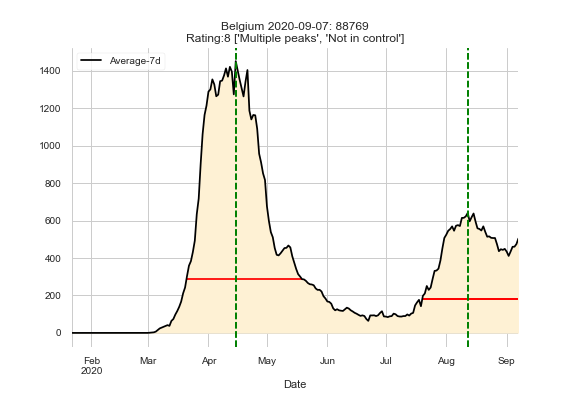 Belgium 2020-09-07: 88769
Rating:8 ['Multiple peaks', 'Not in control']
Average-7d
1400
1200
1000
800
600
400
200
0
Feb Mar Apr May Jun Jul Aug Sep
2020
Date